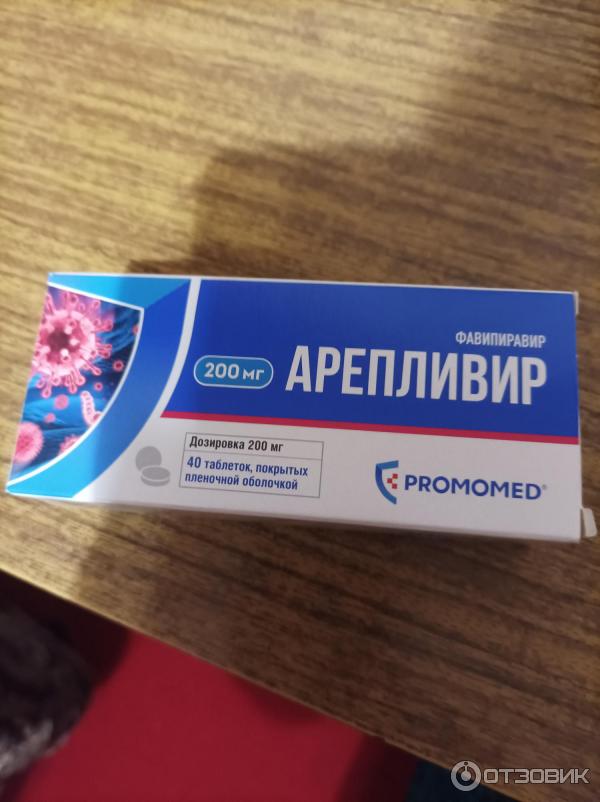 ФАВИПИРАВИР
200 мг АРЕПЛИВИР
Дозировка 200 мг
40 таблеток, покрытых
пленочной оболочкой
PROMOMED®
ОТЗОВИК